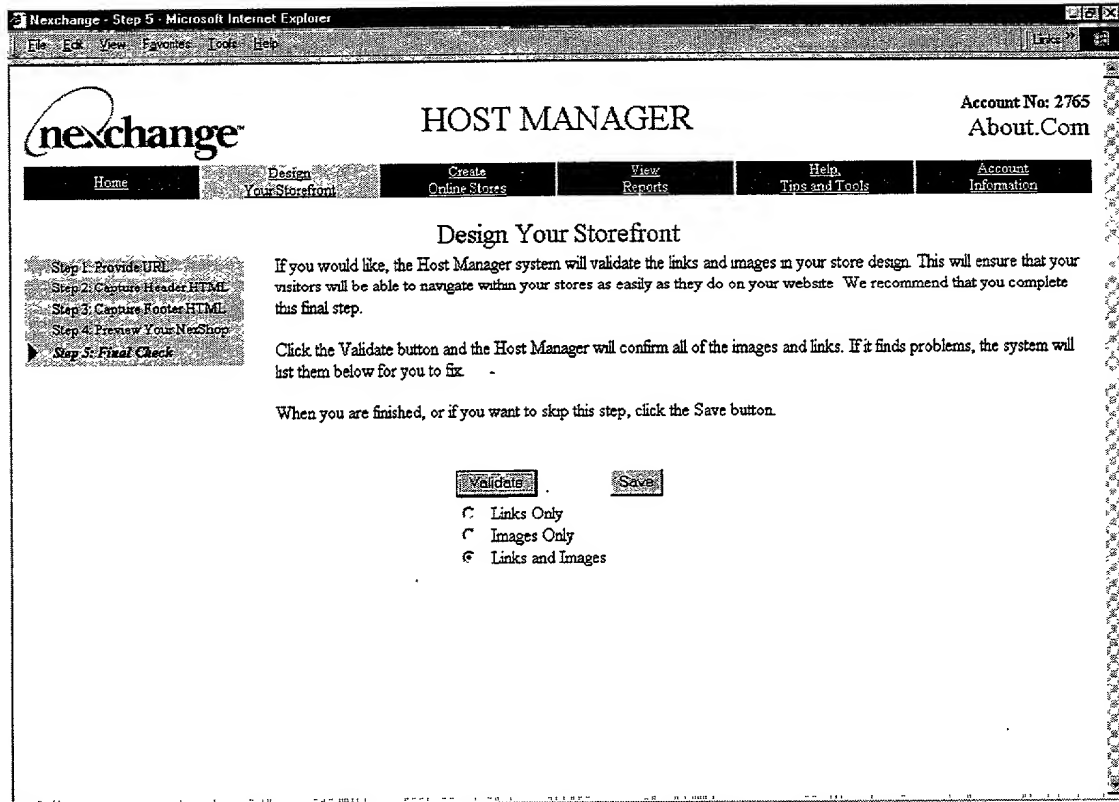 Nexchange - Step 5 - Microsoft Internet Explorer
File Edit View Favorites Tools Help
Links »
nexchange™
HOST MANAGER
Account No: 2765
About.Com
Home
Design
Your Storefront
Create
Online Stores
View
Reports
Help,
Tips and Tools
Account
Information
Design Your Storefront
Step 1: Provide URL
Step 2: Capture Header HTML
Step 3: Capture Footer HTML
Step 4: Preview Your NexShop
Step 5: Final Check
If you would like, the Host Manager system will validate the links and images in your store design. This will ensure that your
visitors will be able to navigate within your stores as easily as they do on your website. We recommend that you complete
this final step.
Click the Validate button and the Host Manager will confirm all of the images and links. If it finds problems, the system will
list them below for you to fix.
When you are finished, or if you want to skip this step, click the Save button.
Validate Save
Links Only
Images Only
Links and Images